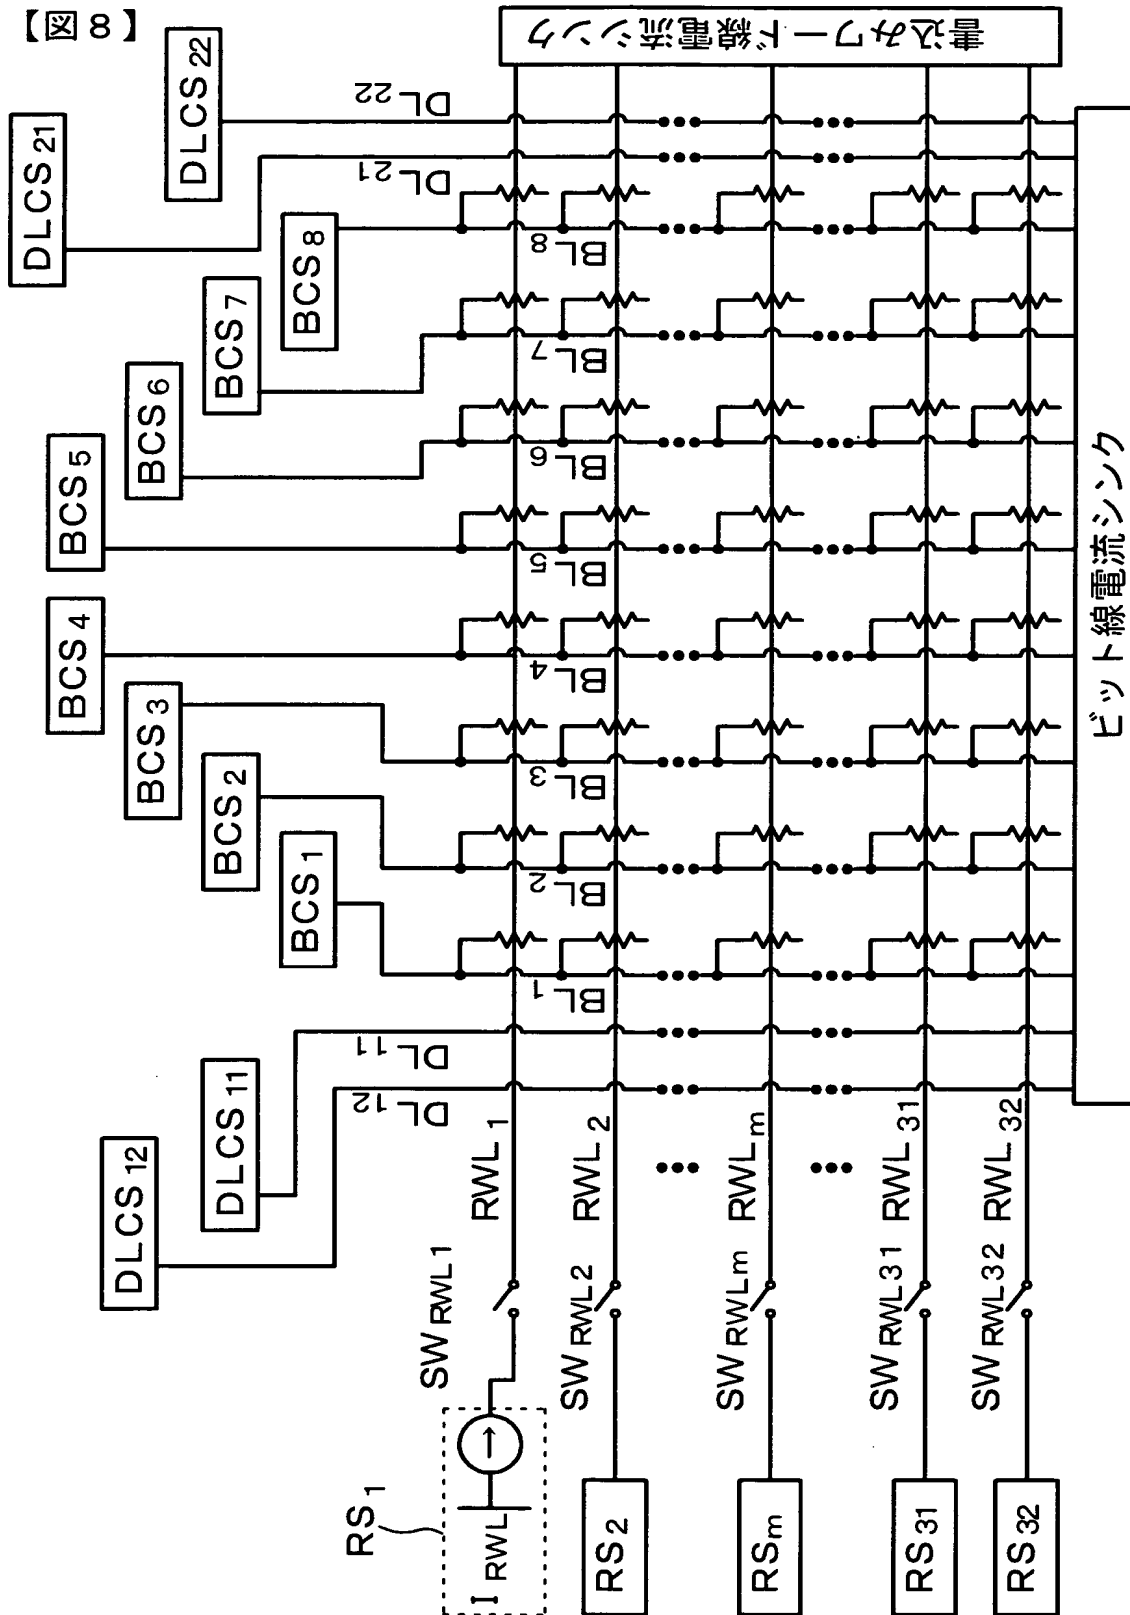 【図8】
DLCS21
DLCS22
BCS8
BCS7
BCS6
BCS5
BCS4
BCS3
BCS2
BCS1
DLCS11
DLCS12
DL22
DL21
BL8
BL7
BL6
BL5
BL4
BL3
BL2
BL1
DL11
DL12
書込みワード線電流シンク
ビット線電流シンク
RWL1
RWL2
RWLm
RWL31
RWL32
SWRWL1
SWRWL2
SWRWLm
SWRWL31
SWRWL32
RS1
IRWL
RS2
RSm
RS31
RS32